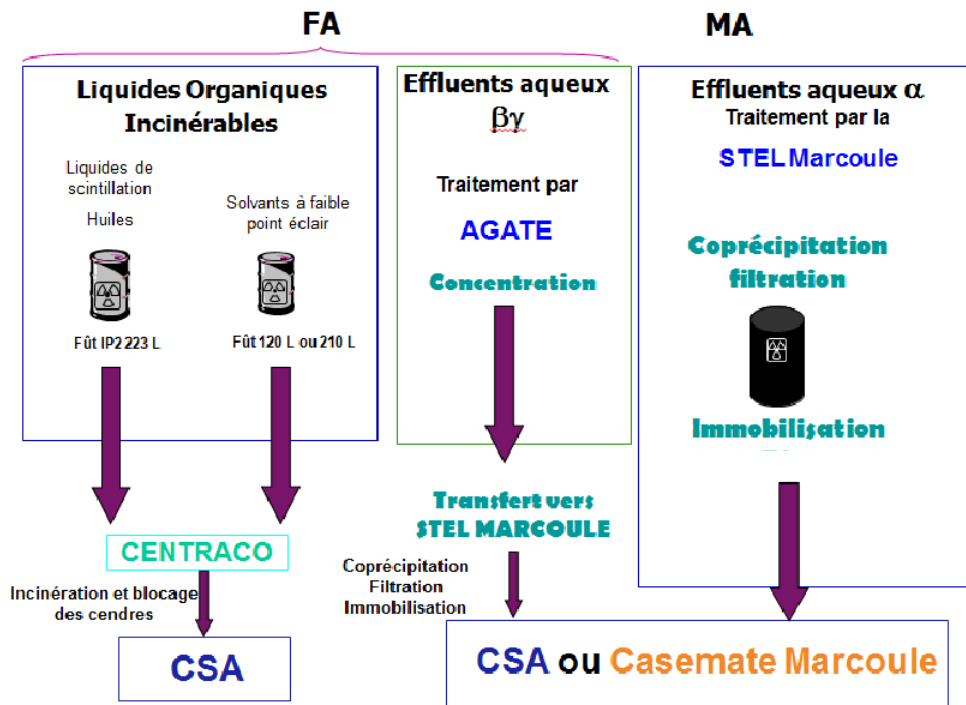 FA
MA
Liquides Organiques
Incinérables
Liquides de
scintillation
Huiles
Solvants à faible
point éclair
Fût IP2 223 L
Fût 120 L ou 210 L
CENTRACO
Incinération et blocage
des cendres
CSA
Effluents aqueux
βγ
Traitement par
AGATE
Concentration
Transfert vers
STEL MARCOULE
Coprécipitation
Filtration
Immobilisation
Effluents aqueux α
Traitement par la
STEL Marcoule
Coprécipitation
filtration
Immobilisation
CSA ou Casemate Marcoule